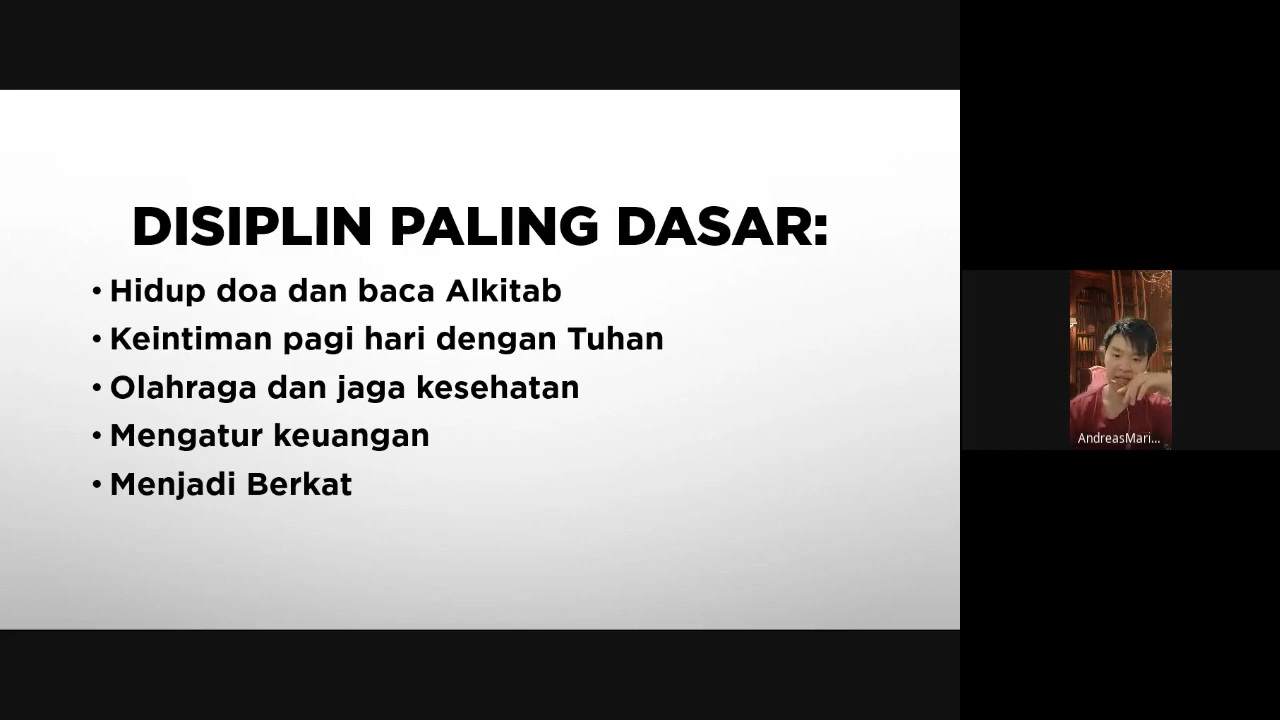 DISIPLIN PALING DASAR:
• Hidup doa dan baca Alkitab
• Keintiman pagi hari dengan Tuhan
• Olahraga dan jaga kesehatan
• Mengatur keuangan
• Menjadi Berkat
AndreasMari...